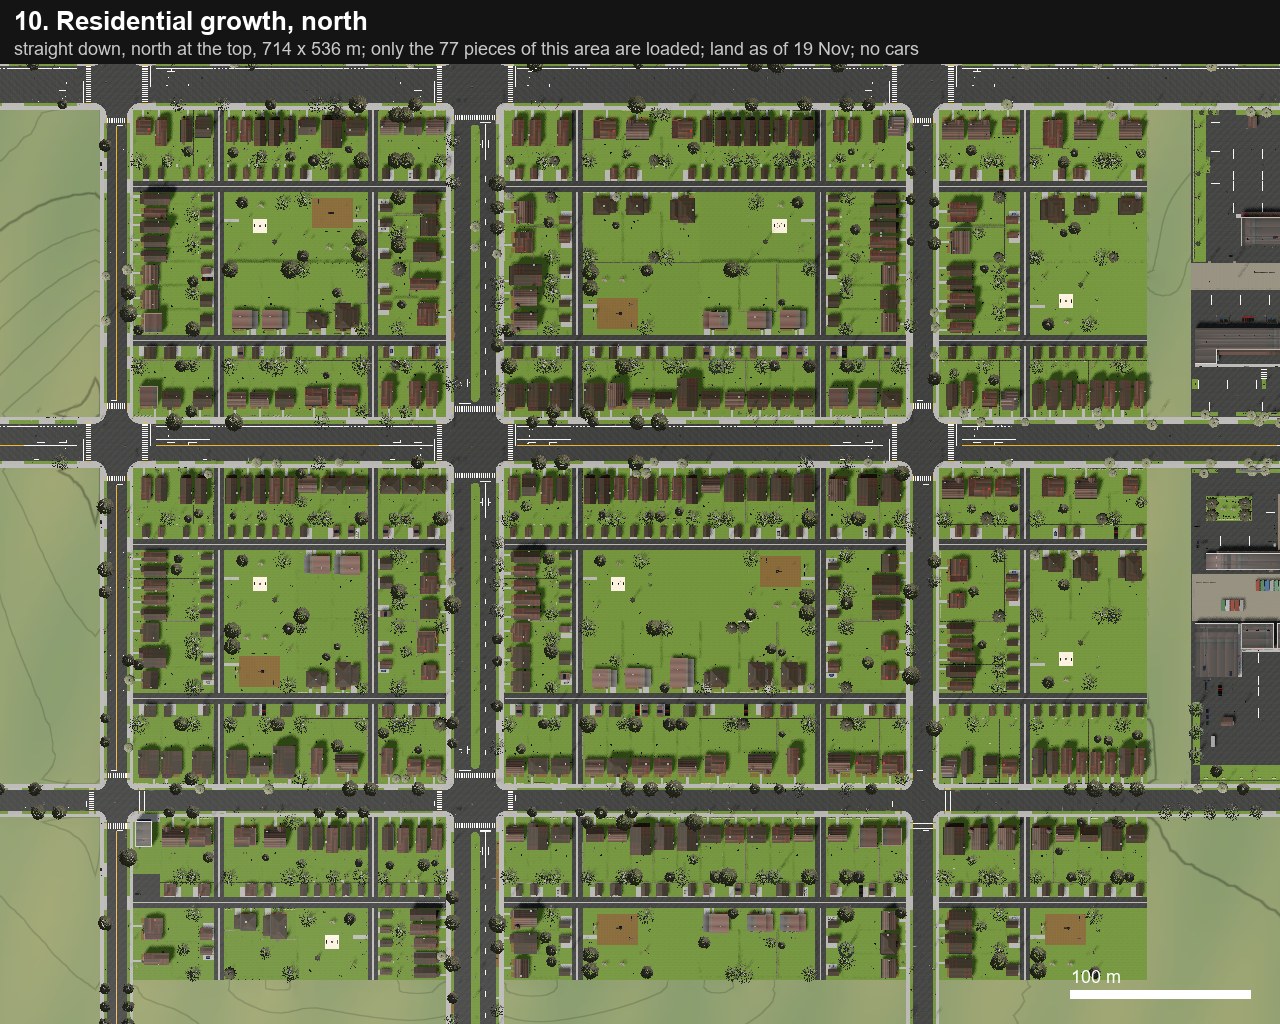 10. Residential growth, north
straight down, north at the top, 714 x 536 m; only the 77 pieces of this area are loaded; land as of 19 Nov; no cars
100 m